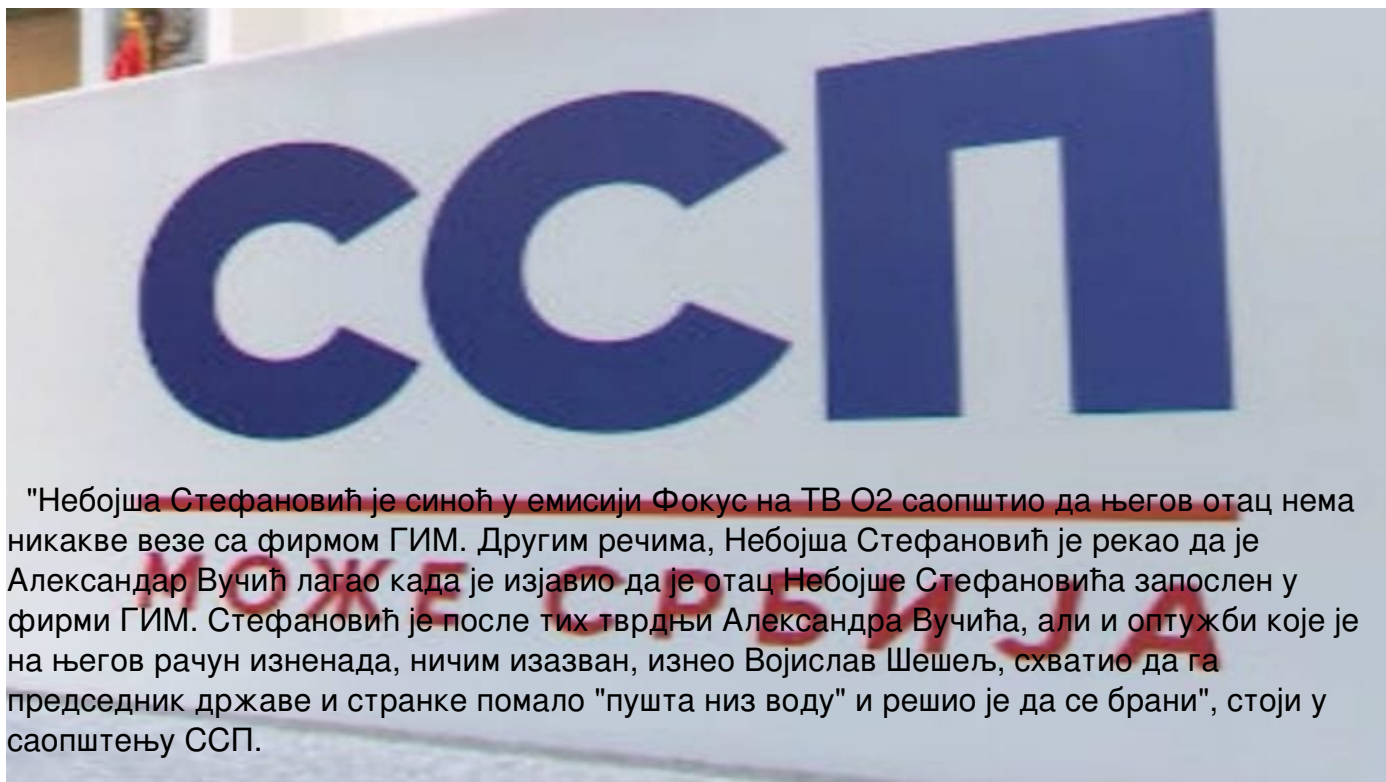 ССП
МОЖЕ СРБИЈА
"Небојша Стефановић је синоћ у емисији Фокус на ТВ О2 саопштио да његов отац нема
никакве везе са фирмом ГИМ. Другим речима, Небојша Стефановић је рекао да је
Александар Вучић лагао када је изјавио да је отац Небојше Стефановића запослен у
фирми ГИМ. Стефановић је после тих тврдњи Александра Вучића, али и оптужби које је
на његов рачун изненада, ничим изазван, изнео Војислав Шешељ, схватио да га
председник државе и странке помало "пушта низ воду" и решио је да се брани", стоји у
саопштењу ССП.